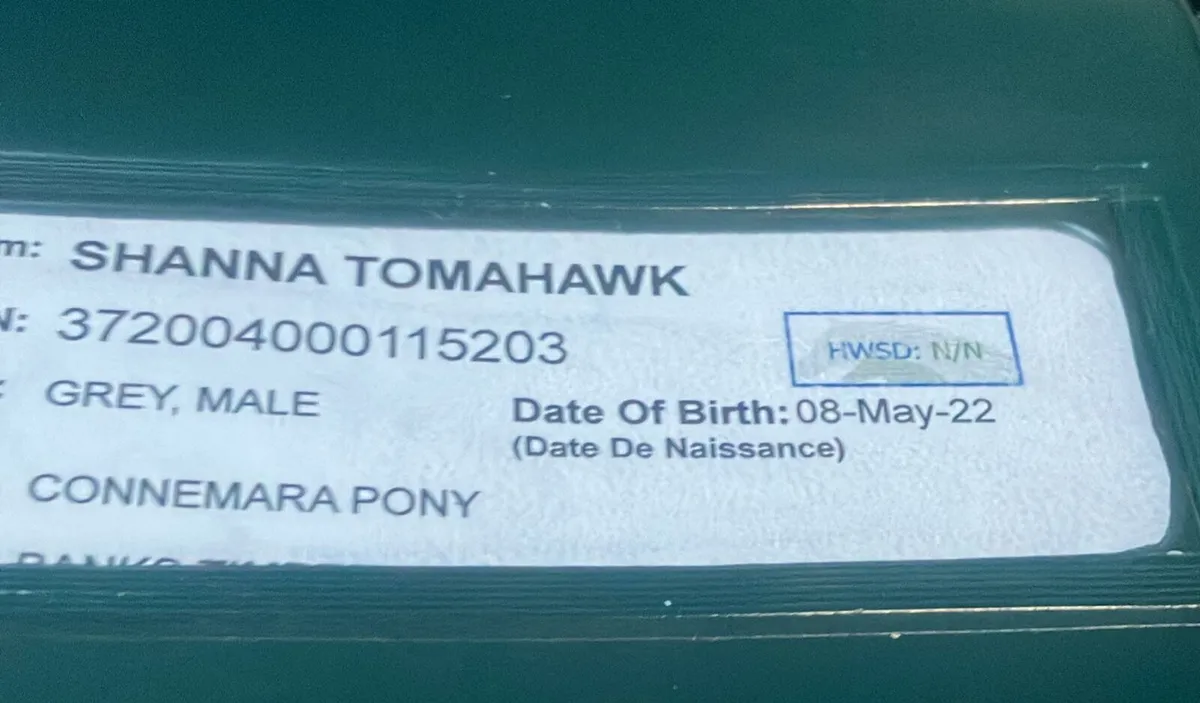 m: SHANNA TOMAHAWK
N: 372004000115203
HWSD: N/N
GREY, MALE
Date Of Birth: 08-May-22
(Date De Naissance)
CONNEMARA PONY